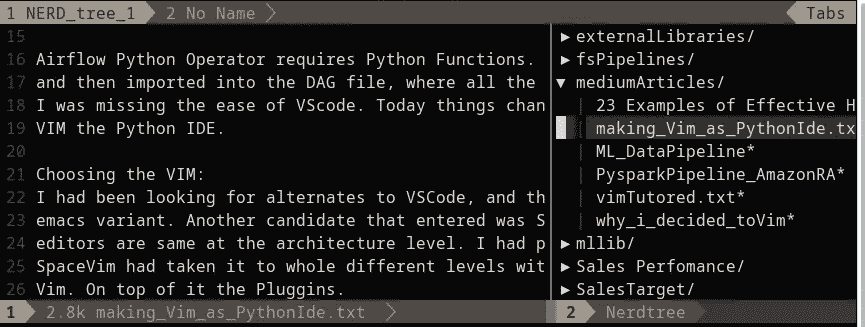 1 NERD_tree_1 2 No Name Tabs
15
16 Airflow Python Operator requires Python Functions.
17 and then imported into the DAG file, where all the
18 I was missing the ease of VScode. Today things chan
19 VIM the Python IDE.
20
21 Choosing the VIM:
22 I had been looking for alternates to VSCode, and th
23 emacs variant. Another candidate that entered was S
24 editors are same at the architecture level. I had p
25 SpaceVim had taken it to whole different levels wit
26 Vim. On top of it the Pluggins.
1 2.8k making_Vim_as_PythonIde.txt
▸ externalLibraries/
▸ fsPipelines/
▾ mediumArticles/
23 Examples of Effective H
making_Vim_as_PythonIde.tx
ML_DataPipeline*
PysparkPipeline_AmazonRA*
vimTutored.txt*
why_i_decided_toVim*
▸ mllib/
▸ Sales Perfomance/
▸ SalesTarget/
2 Nerdtree